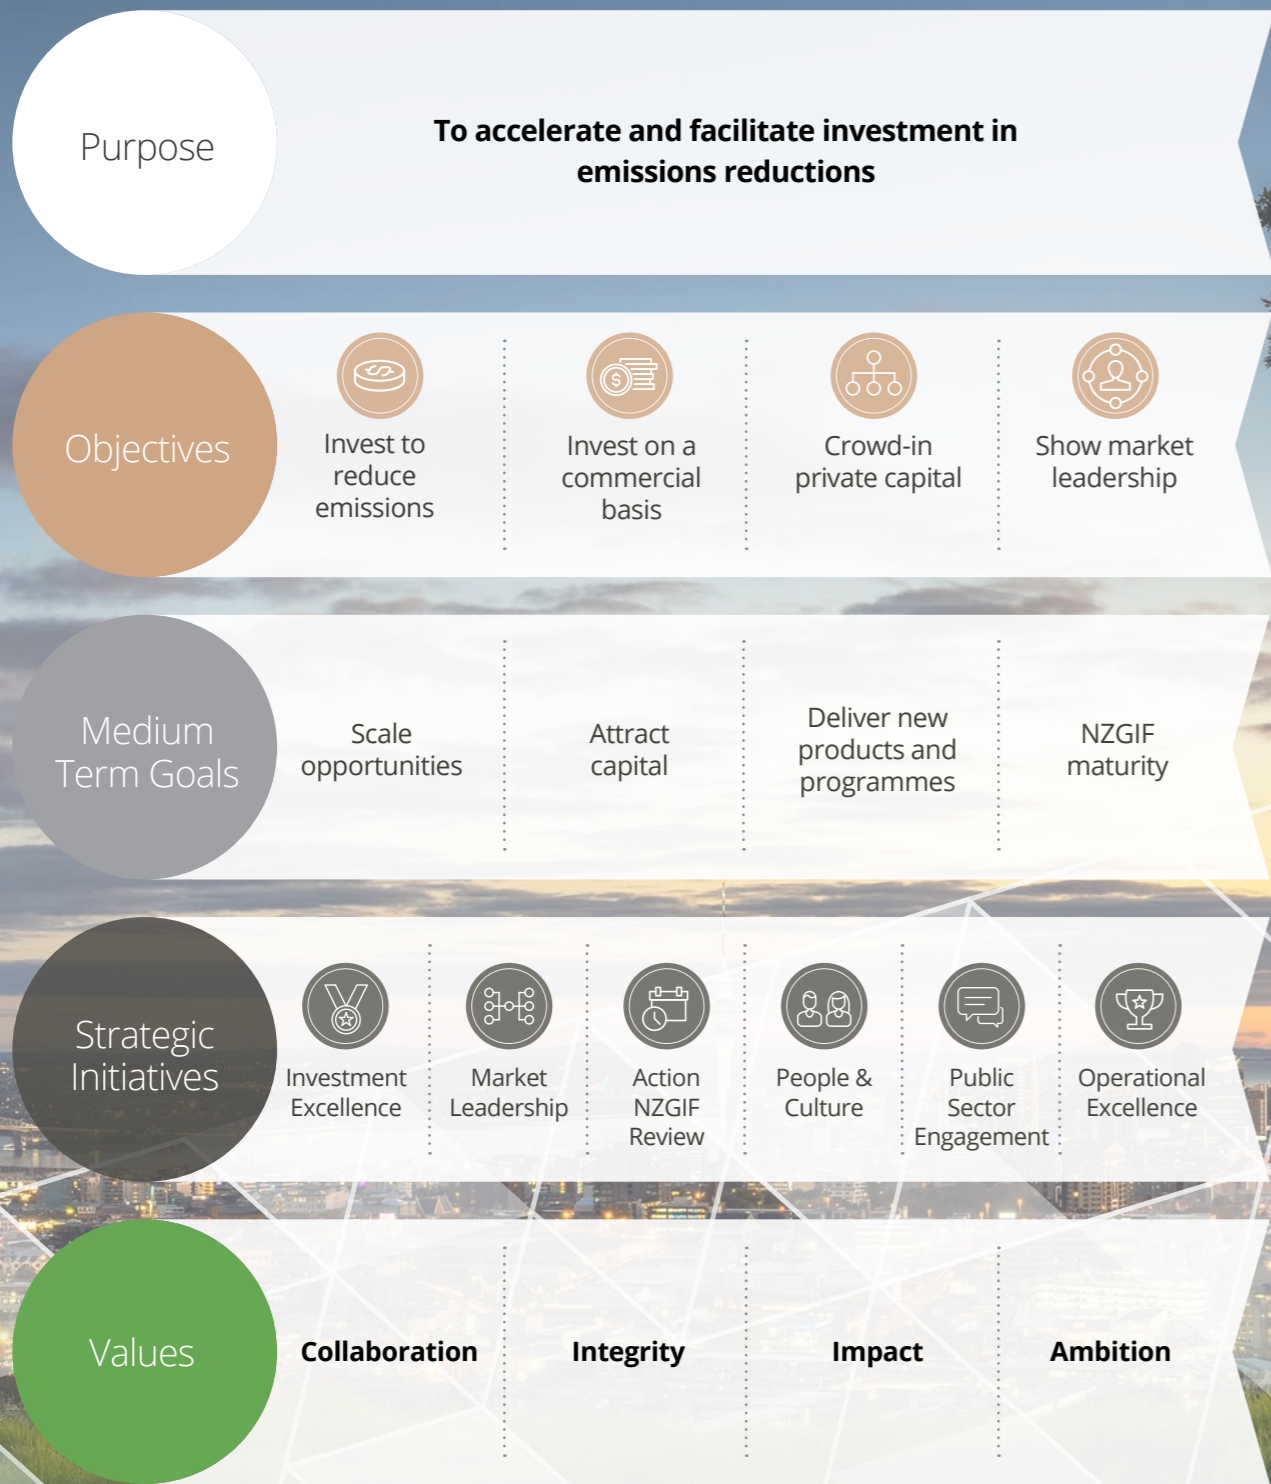 Purpose
To accelerate and facilitate investment in
emissions reductions
Objectives
Invest to
reduce
emissions
Invest on a
commercial
basis
Crowd-in
private capital
Show market
leadership
Medium
Term Goals
Scale
opportunities
Attract
capital
Deliver new
products and
programmes
NZGIF
maturity
Strategic
Initiatives
Investment
Excellence
Market
Leadership
Action
NZGIF
Review
People &
Culture
Public
Sector
Engagement
Operational
Excellence
Values
Collaboration
Integrity
Impact
Ambition